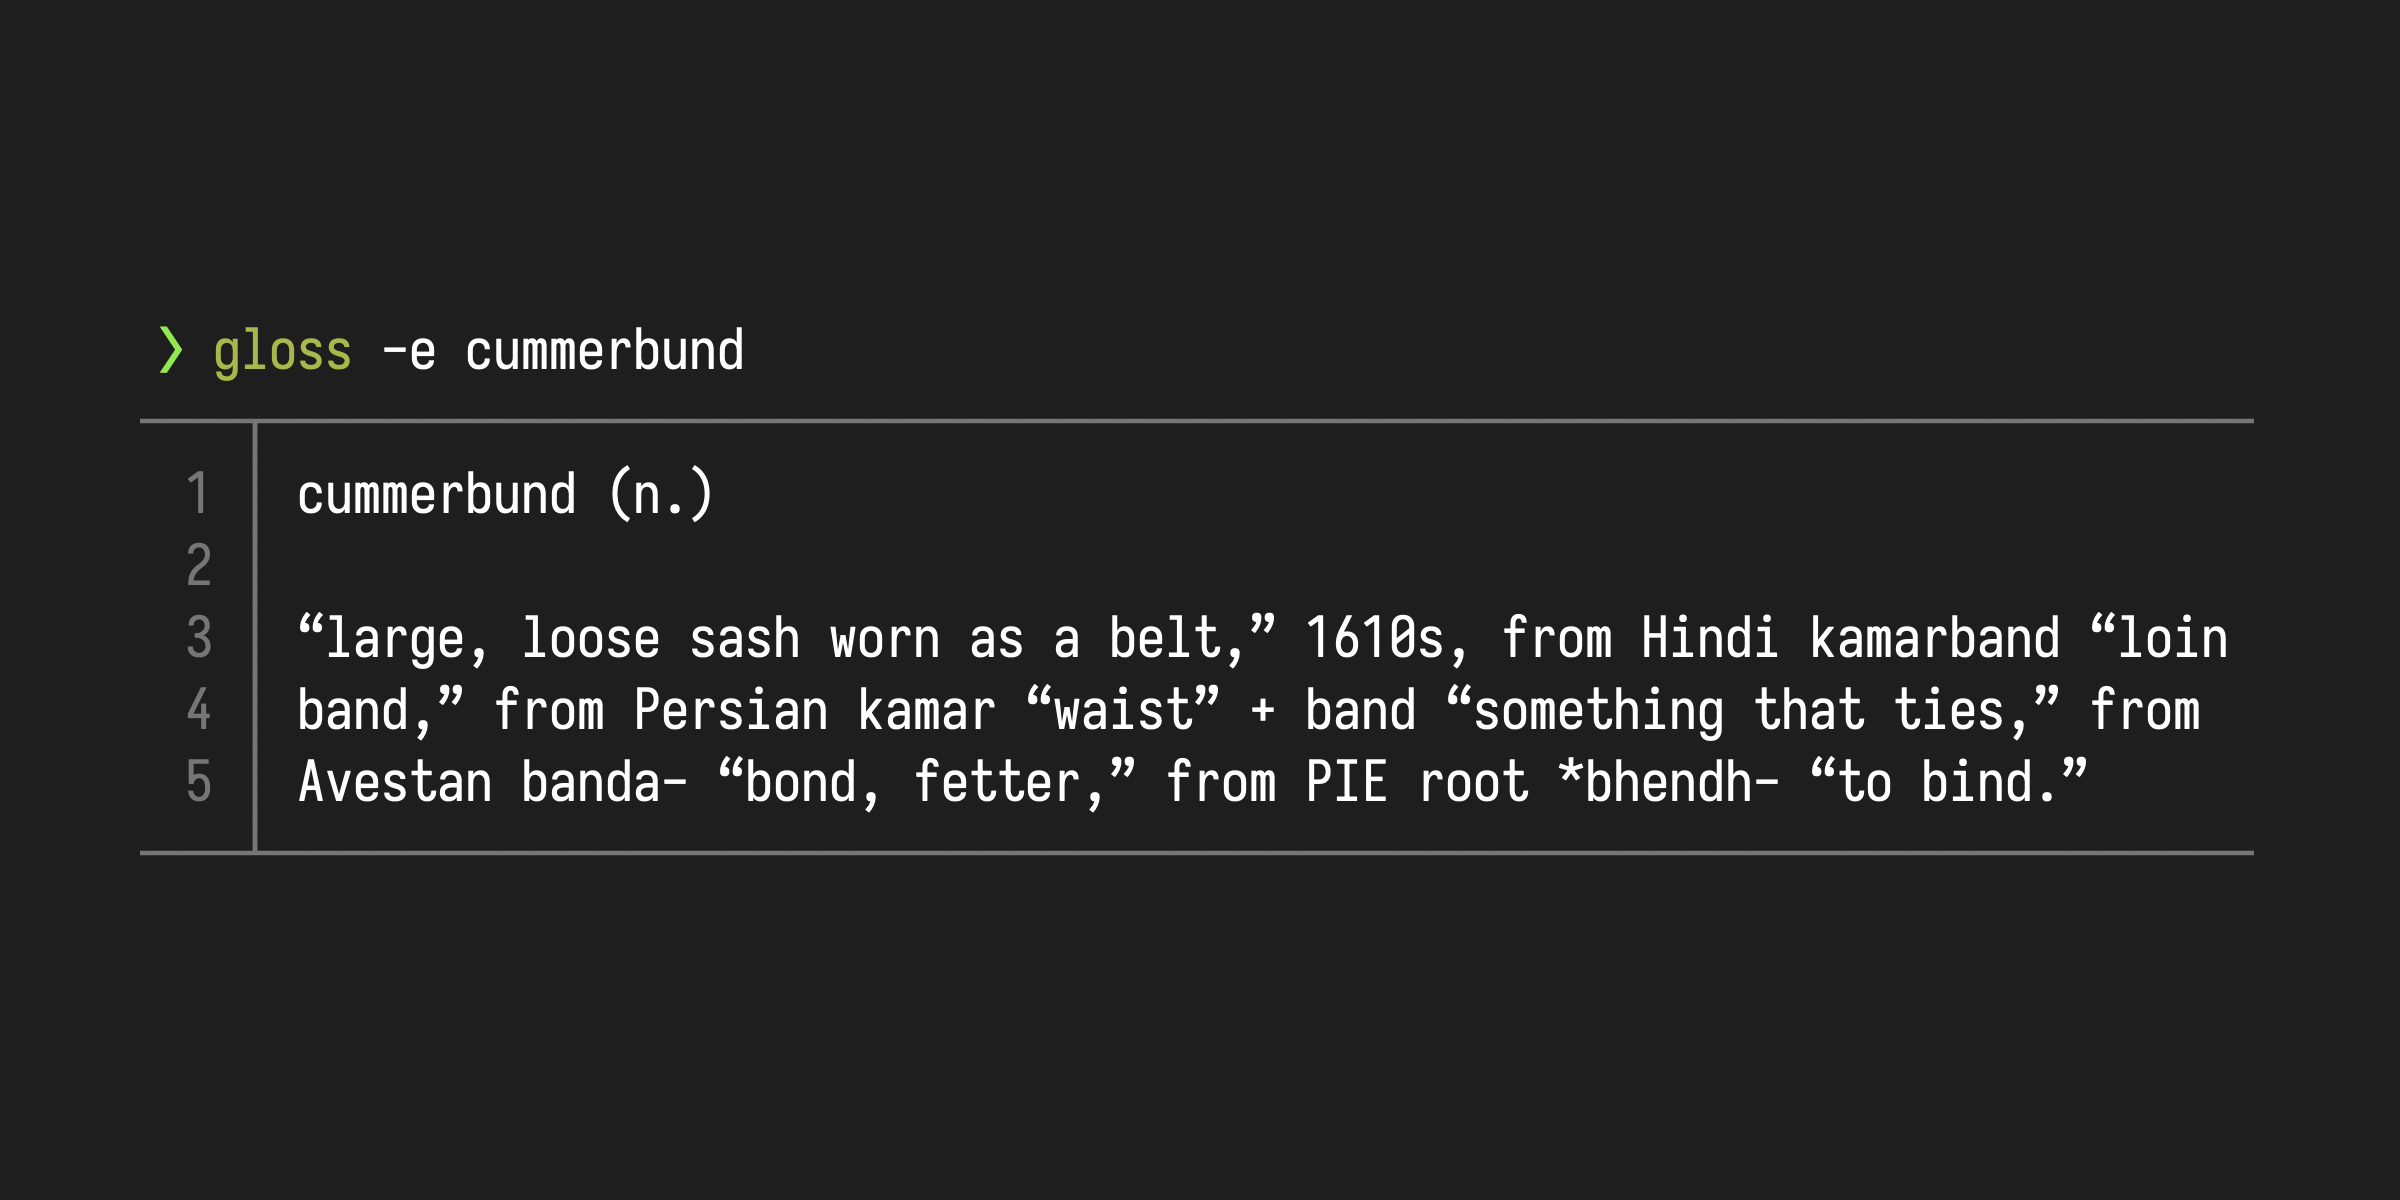 ❯ gloss -e cummerbund
1 cummerbund (n.)
2
3 “large, loose sash worn as a belt,” 1610s, from Hindi kamarband “loin
4 band,” from Persian kamar “waist” + band “something that ties,” from
5 Avestan banda- “bond, fetter,” from PIE root *bhendh- “to bind.”